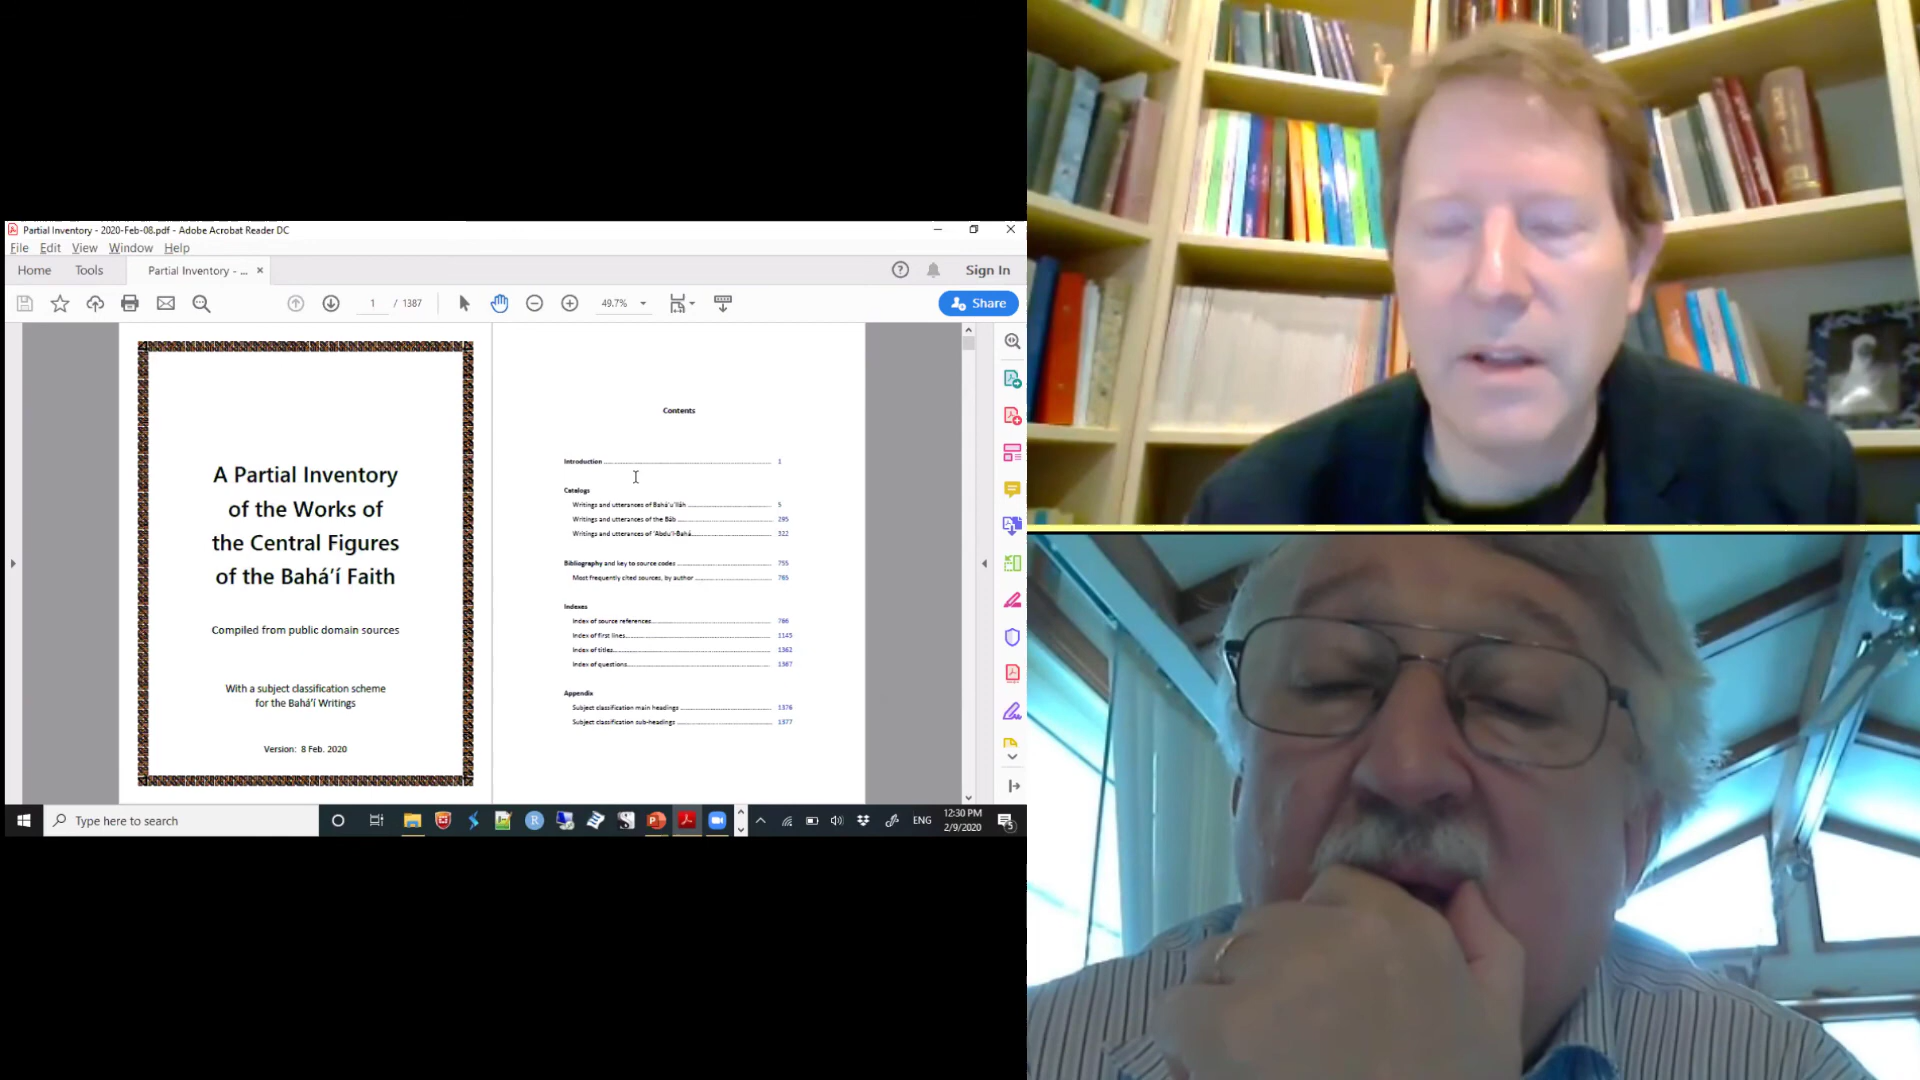 Partial Inventory - 2020-Feb-08.pdf - Adobe Acrobat Reader DC
File Edit View Window Help
Home Tools Partial Inventory - ... × Sign In
1 / 1387 49.7% Share
A Partial Inventory
of the Works of
the Central Figures
of the Bahá’í Faith
Compiled from public domain sources
With a subject classification scheme
for the Bahá’í Writings
Version: 8 Feb. 2020
Contents
Introduction 1
Catalogs
Writings and utterances of Bahá’u’lláh 5
Writings and utterances of the Báb 295
Writings and utterances of ‘Abdu’l-Bahá 322
Bibliography and key to source codes 755
Most frequently cited sources, by author 765
Indexes
Index of source references 766
Index of first lines 1145
Index of titles 1362
Index of questions 1387
Appendix
Subject classification main headings 1376
Subject classification sub-headings 1377
Type here to search
ENG
12:30 PM
2/9/2020
5